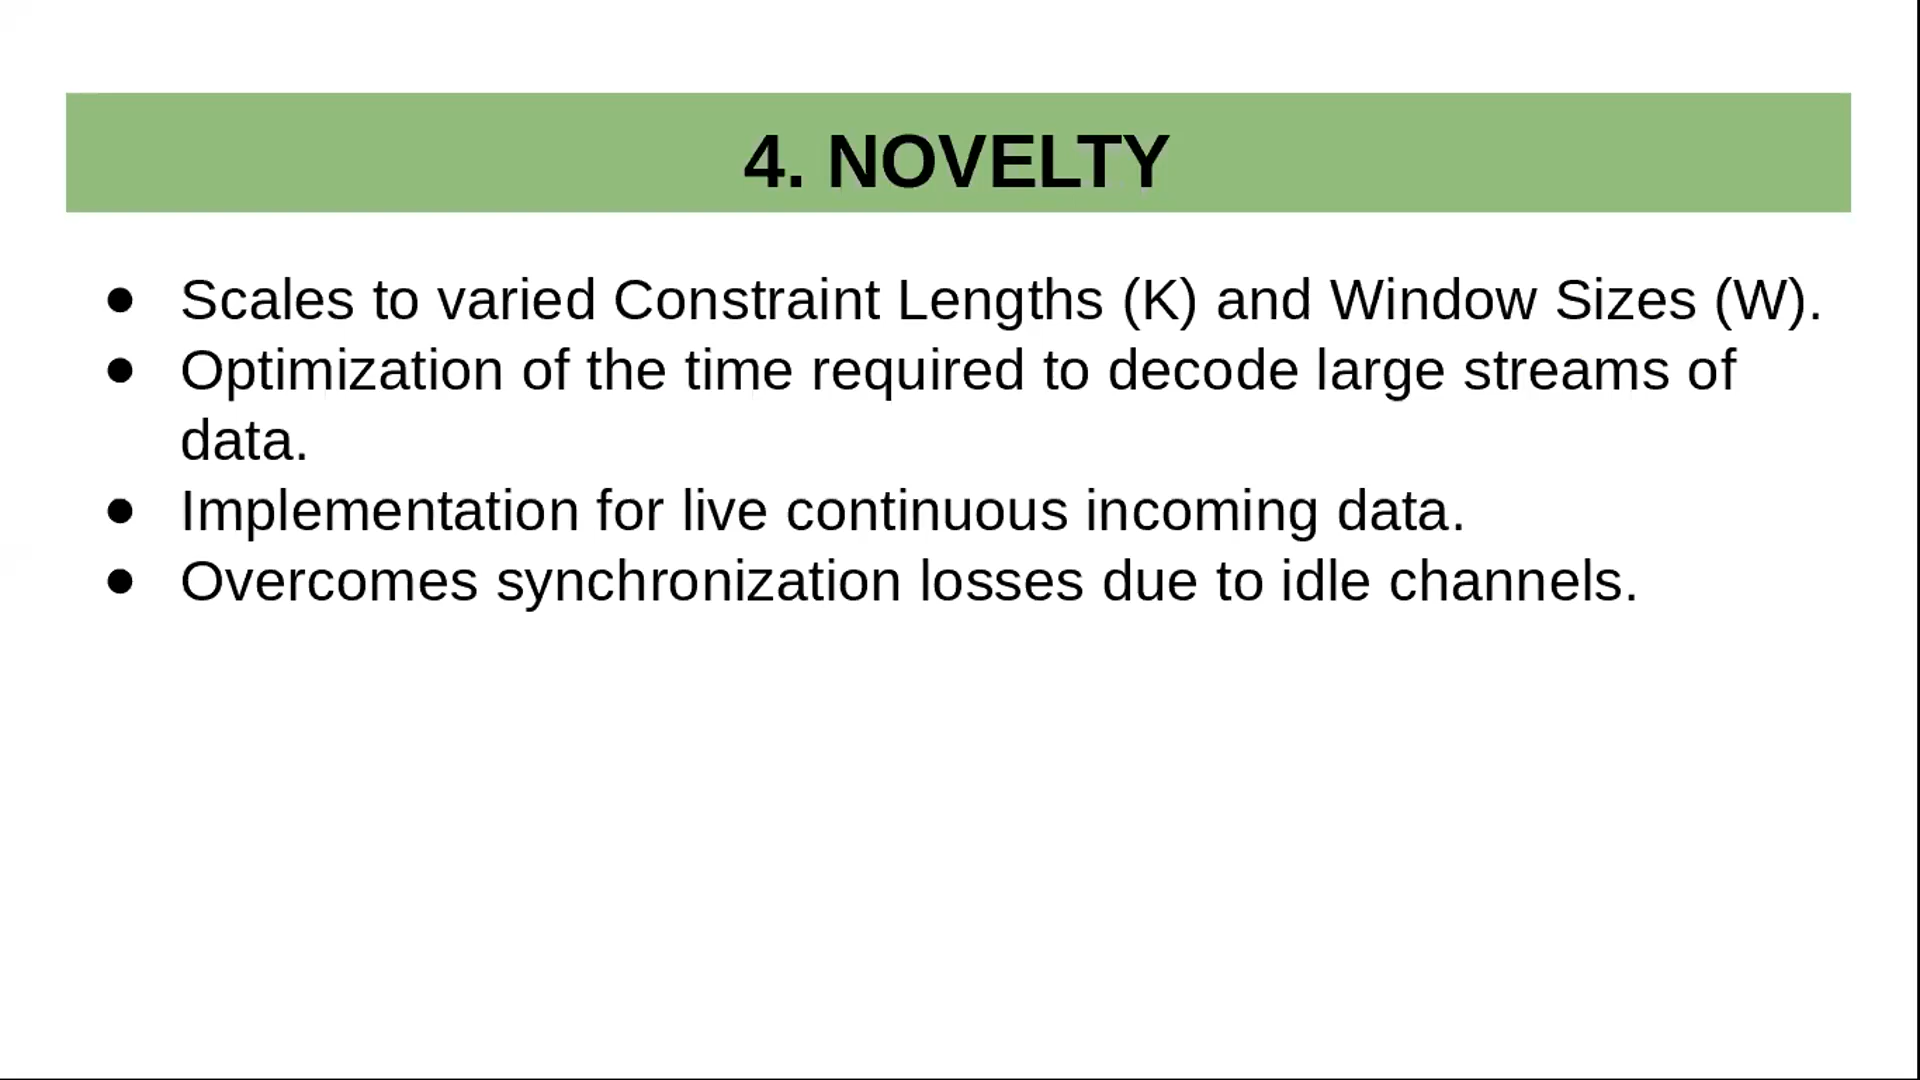 4. NOVELTY
● Scales to varied Constraint Lengths (K) and Window Sizes (W).
● Optimization of the time required to decode large streams of
data.
● Implementation for live continuous incoming data.
● Overcomes synchronization losses due to idle channels.